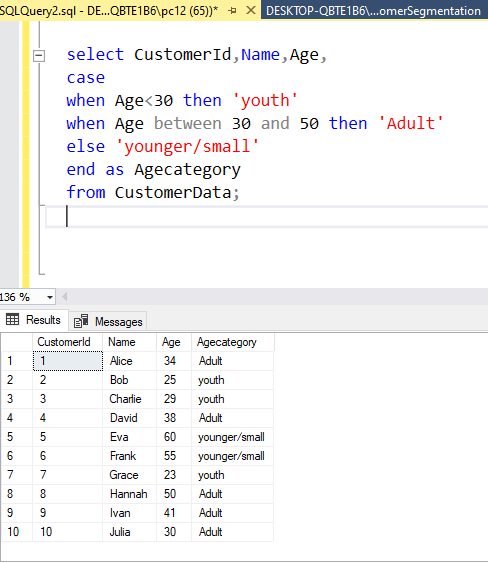 SQLQuery2.sql - DE...QBTE1B6\pc12 (65))* DESKTOP-QBTE1B6\...omerSegmentation
select CustomerId,Name,Age,
case
when Age<30 then 'youth'
when Age between 30 and 50 then 'Adult'
else 'younger/small'
end as Agecategory
from CustomerData;
136 %
Results Messages
CustomerId Name Age Agecategory
1 1 Alice 34 Adult
2 2 Bob 25 youth
3 3 Charlie 29 youth
4 4 David 38 Adult
5 5 Eva 60 younger/small
6 6 Frank 55 younger/small
7 7 Grace 23 youth
8 8 Hannah 50 Adult
9 9 Ivan 41 Adult
10 10 Julia 30 Adult